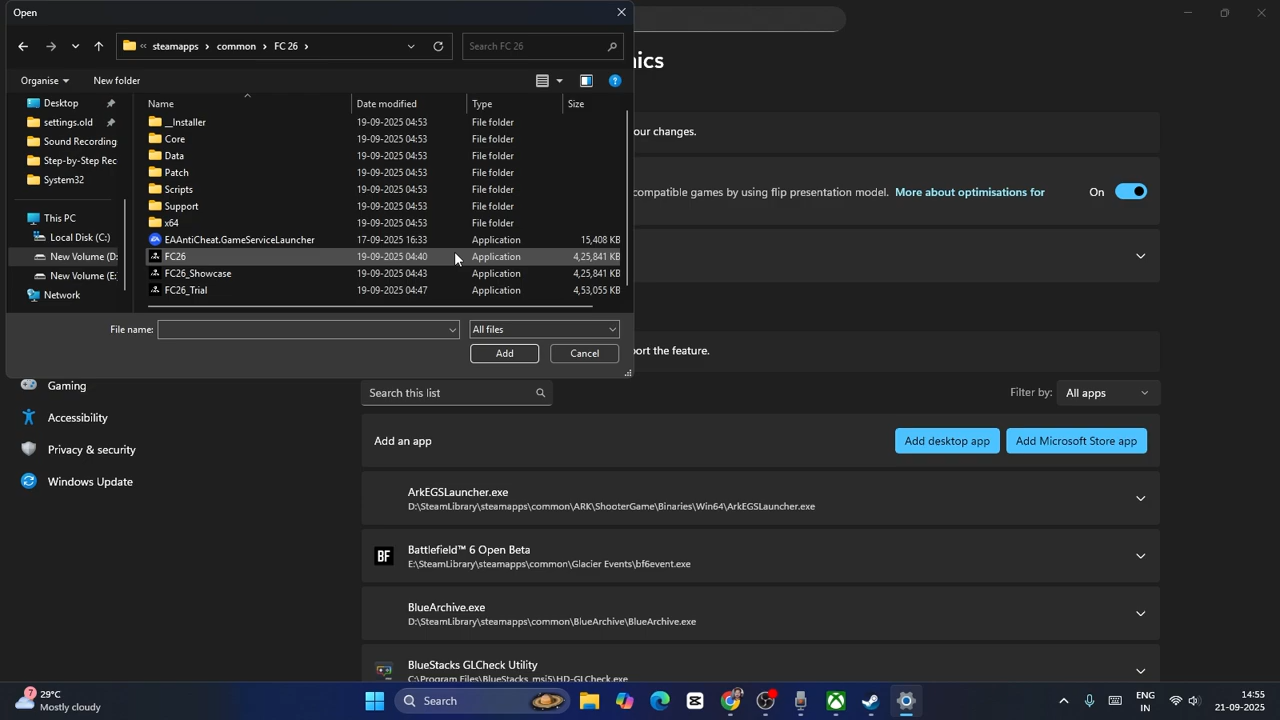 Open
steamapps > common > FC 26 >
Search FC 26
Organise
New folder
Name Date modified Type Size
Desktop
settings.old
Sound Recording
Step-by-Step Rec
System32
This PC
Local Disk (C:)
New Volume (D:
New Volume (E:
Network
__Installer 19-09-2025 04:53 File folder
Core 19-09-2025 04:53 File folder
Data 19-09-2025 04:53 File folder
Patch 19-09-2025 04:53 File folder
Scripts 19-09-2025 04:53 File folder
Support 19-09-2025 04:53 File folder
x64 19-09-2025 04:53 File folder
EAAntiCheat.GameServiceLauncher 17-09-2025 16:33 Application 15,408 KB
FC26 19-09-2025 04:40 Application 4,25,841 KB
FC26_Showcase 19-09-2025 04:43 Application 4,25,841 KB
FC26_Trial 19-09-2025 04:47 Application 4,53,055 KB
File name:
All files
Add
Cancel
ics
our changes.
compatible games by using flip presentation model. More about optimisations for
On
port the feature.
Gaming
Accessibility
Privacy & security
Windows Update
Search this list
Filter by: All apps
Add an app
Add desktop app
Add Microsoft Store app
ArkEGSLauncher.exe
D:\SteamLibrary\steamapps\common\ARK\ShooterGame\Binaries\Win64\ArkEGSLauncher.exe
BF
Battlefield™ 6 Open Beta
E:\SteamLibrary\steamapps\common\Glacier Events\bf6event.exe
BlueArchive.exe
D:\SteamLibrary\steamapps\common\BlueArchive\BlueArchive.exe
BlueStacks GLCheck Utility
C:\Program Files\BlueStacks_msi5\HD-GLCheck.exe
7
29°C
Mostly cloudy
Search
ENG
IN
14:55
21-09-2025